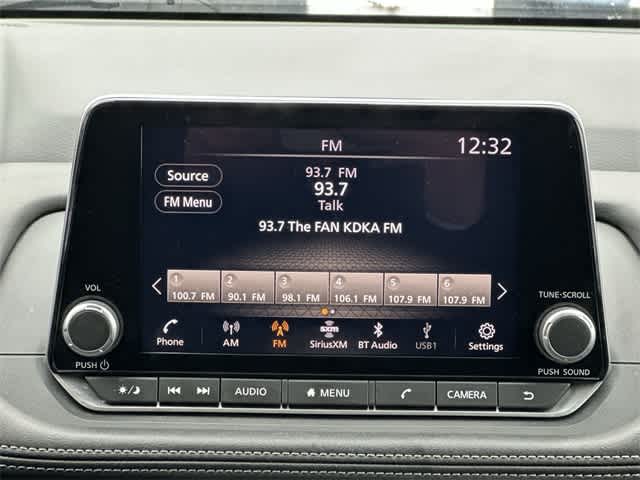 FM
12:32
Source
93.7 FM
93.7
FM Menu
Talk
93.7 The FAN KDKA FM
1 2 3 4 5 6
100.7 FM 90.1 FM 98.1 FM 106.1 FM 107.9 FM 107.9 FM
VOL
TUNE·SCROLL
Phone AM FM sxm SiriusXM BT Audio USB1 Settings
PUSH
PUSH SOUND
AUDIO MENU CAMERA